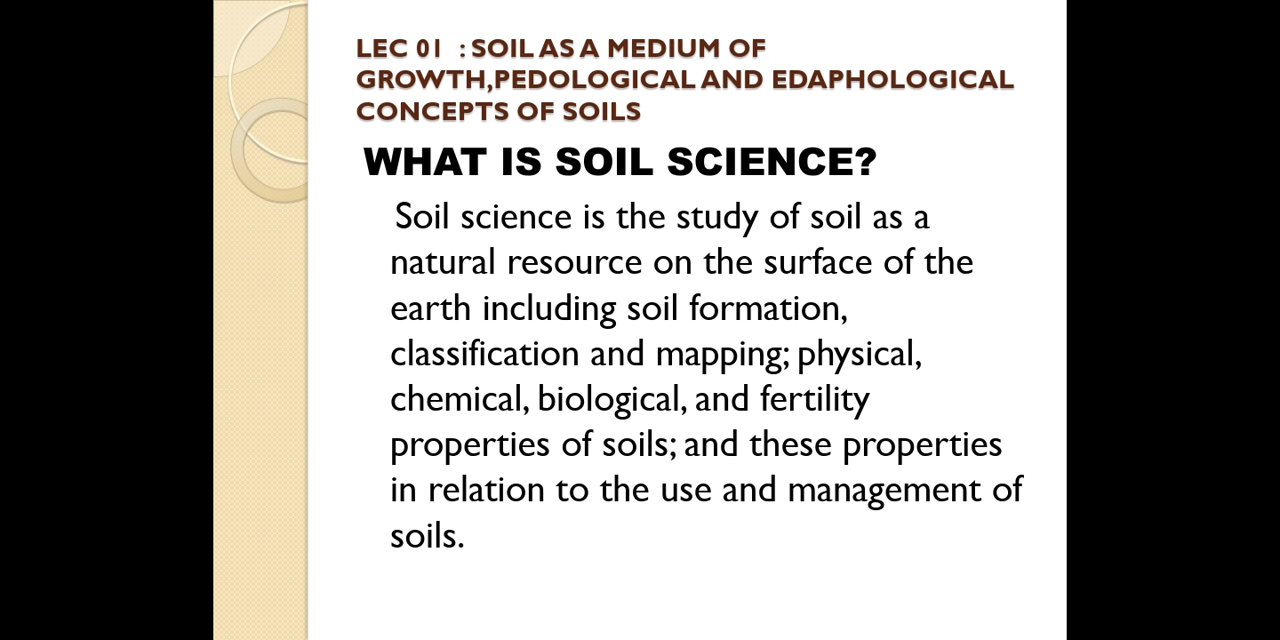 LEC 01 : SOIL AS A MEDIUM OF
GROWTH,PEDOLOGICAL AND EDAPHOLOGICAL
CONCEPTS OF SOILS
WHAT IS SOIL SCIENCE?
Soil science is the study of soil as a
natural resource on the surface of the
earth including soil formation,
classification and mapping; physical,
chemical, biological, and fertility
properties of soils; and these properties
in relation to the use and management of
soils.